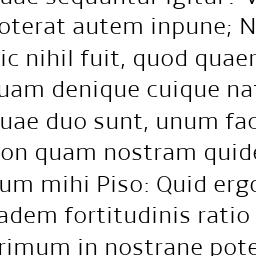 uae sequuntur igitur? V
oterat autem inpune; N
ic nihil fuit, quod quaer
uam denique cuique nat
uae duo sunt, unum fac
on quam nostram quide
um mihi Piso: Quid ergo
adem fortitudinis ratio
rimum in nostrane pote